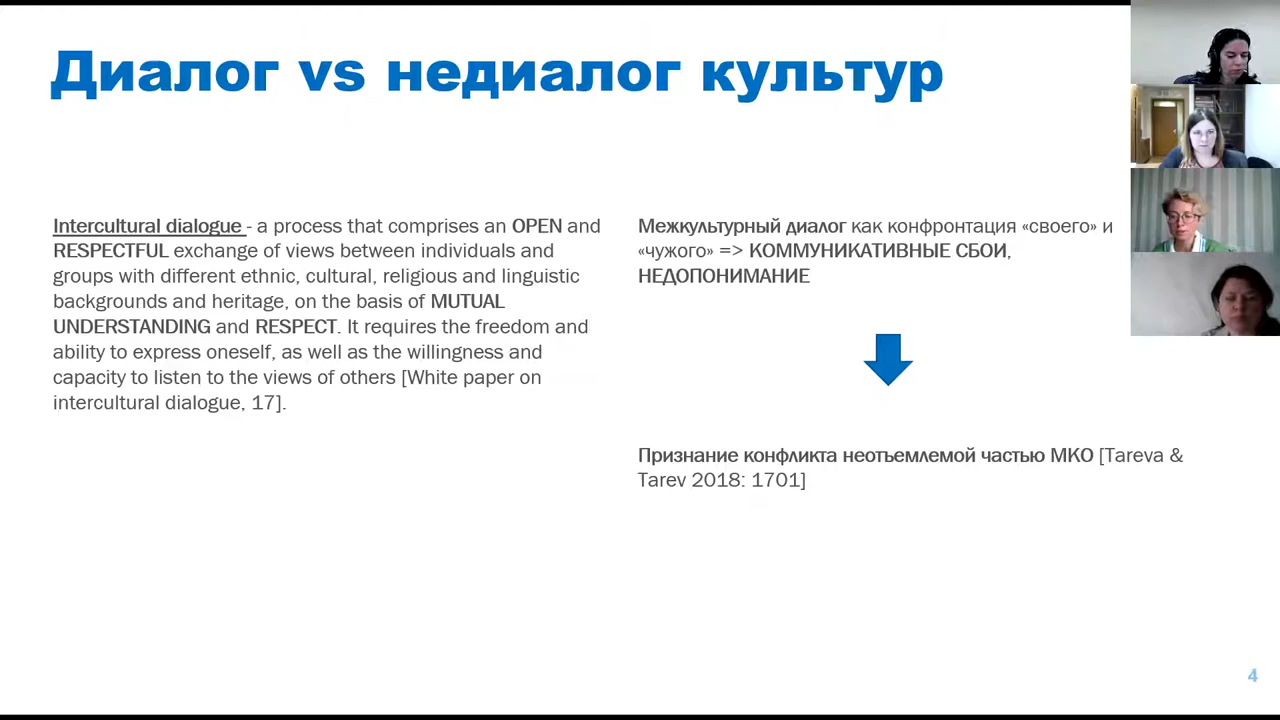 Диалог vs недиалог культур
Intercultural dialogue - a process that comprises an OPEN and
RESPECTFUL exchange of views between individuals and
groups with different ethnic, cultural, religious and linguistic
backgrounds and heritage, on the basis of MUTUAL
UNDERSTANDING and RESPECT. It requires the freedom and
ability to express oneself, as well as the willingness and
capacity to listen to the views of others [White paper on
intercultural dialogue, 17].
Межкультурный диалог как конфронтация «своего» и
«чужого» => КОММУНИКАТИВНЫЕ СБОИ,
НЕДОПОНИМАНИЕ
Признание конфликта неотъемлемой частью МКО [Tareva &
Tarev 2018: 1701]
4